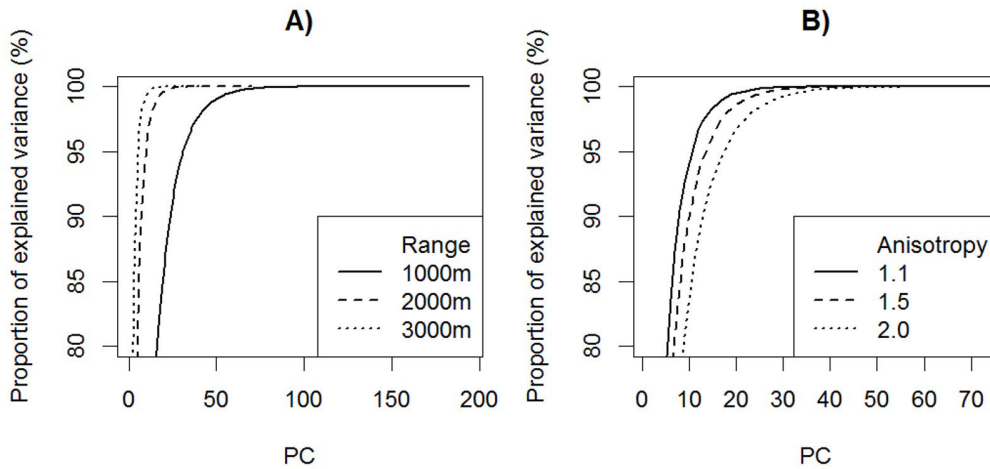 A)
Proportion of explained variance (%)
100
95
90
85
80
Range
1000m
2000m
3000m
0 50 100 150 200
PC
B)
Proportion of explained variance (%)
100
95
90
85
80
Anisotropy
1.1
1.5
2.0
0 10 20 30 40 50 60 70
PC